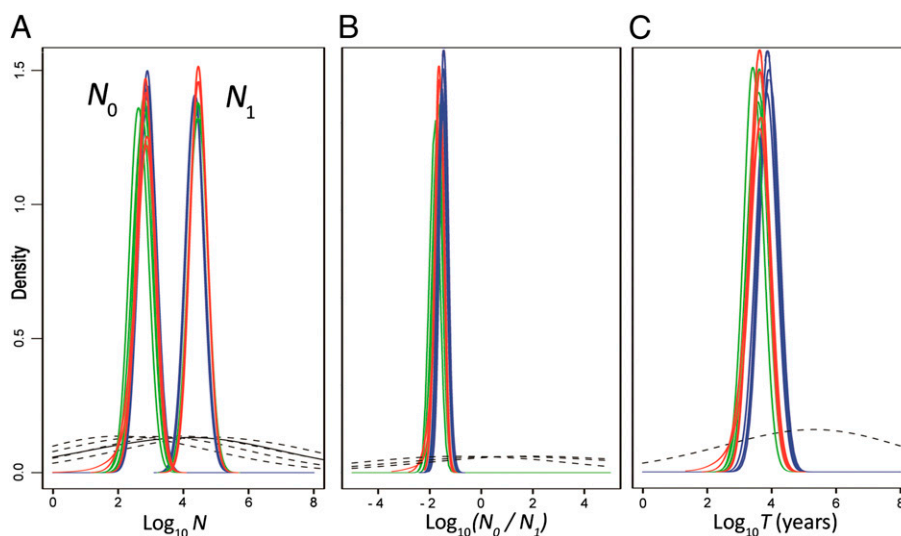 A
B
C
N₀
N₁
Density
0.0
0.5
1.0
1.5
0 2 4 6 8
Log₁₀ N
- 4 - 2 0 2 4
Log₁₀(N₀ / N₁)
0 2 4 6 8
Log₁₀ T (years)